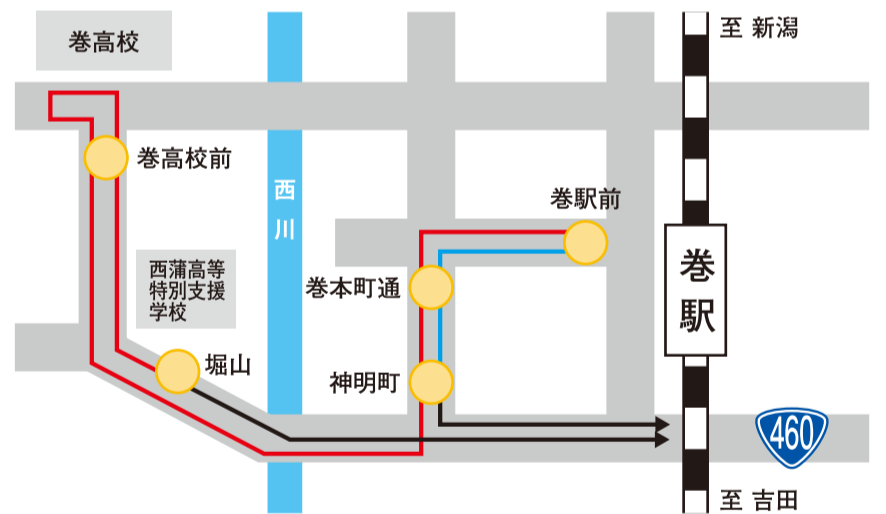 至 新潟
巻高校
巻高校前
西川
巻駅前
巻駅
西蒲高等
特別支援
学校
巻本町通
堀山
神明町
460
至 吉田